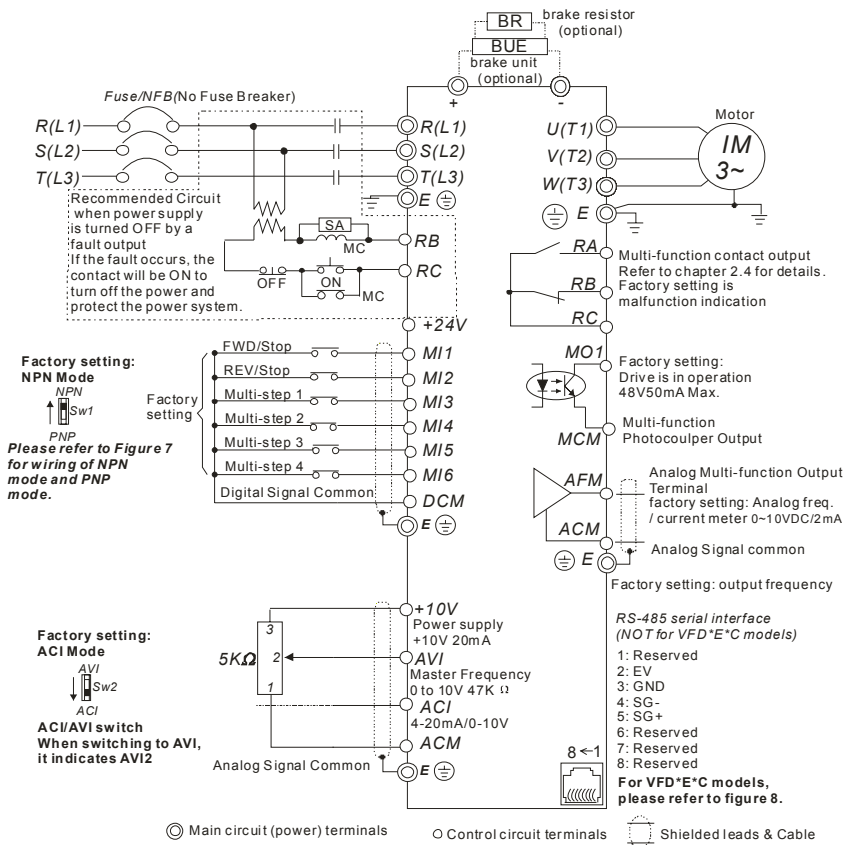 BR
brake resistor
(optional)
BUE
brake unit
(optional)
+
-
Fuse/NFB(No Fuse Breaker)
R(L1)
S(L2)
T(L3)
R(L1)
S(L2)
T(L3)
E
Recommended Circuit
when power supply
is turned OFF by a
fault output
If the fault occurs, the
contact will be ON to
turn off the power and
protect the power system.
SA
MC
OFF
ON
MC
RB
RC
U(T1)
V(T2)
W(T3)
E
Motor
IM
3~
RA
RB
RC
Multi-function contact output
Refer to chapter 2.4 for details.
Factory setting is
malfunction indication
+24V
FWD/Stop
MI1
REV/Stop
MI2
Multi-step 1
MI3
Multi-step 2
MI4
Multi-step 3
MI5
Multi-step 4
MI6
Digital Signal Common
DCM
E
Factory
setting
Factory setting:
NPN Mode
NPN
Sw1
PNP
Please refer to Figure 7
for wiring of NPN
mode and PNP
mode.
MO1
Factory setting:
Drive is in operation
48V50mA Max.
Multi-function
Photocoulper Output
MCM
AFM
Analog Multi-function Output
Terminal
factory setting: Analog freq.
/ current meter 0~10VDC/2mA
ACM
Analog Signal common
E
Factory setting: output frequency
+10V
Power supply
+10V 20mA
3
5KΩ
2
1
AVI
Master Frequency
0 to 10V 47K Ω
ACI
4-20mA/0-10V
ACM
Analog Signal Common
E
Factory setting:
ACI Mode
AVI
Sw2
ACI
ACI/AVI switch
When switching to AVI,
it indicates AVI2
RS-485 serial interface
(NOT for VFD*E*C models)
1: Reserved
2: EV
3: GND
4: SG-
5: SG+
6: Reserved
7: Reserved
8: Reserved
For VFD*E*C models,
please refer to figure 8.
8←1
Main circuit (power) terminals
Control circuit terminals
Shielded leads & Cable